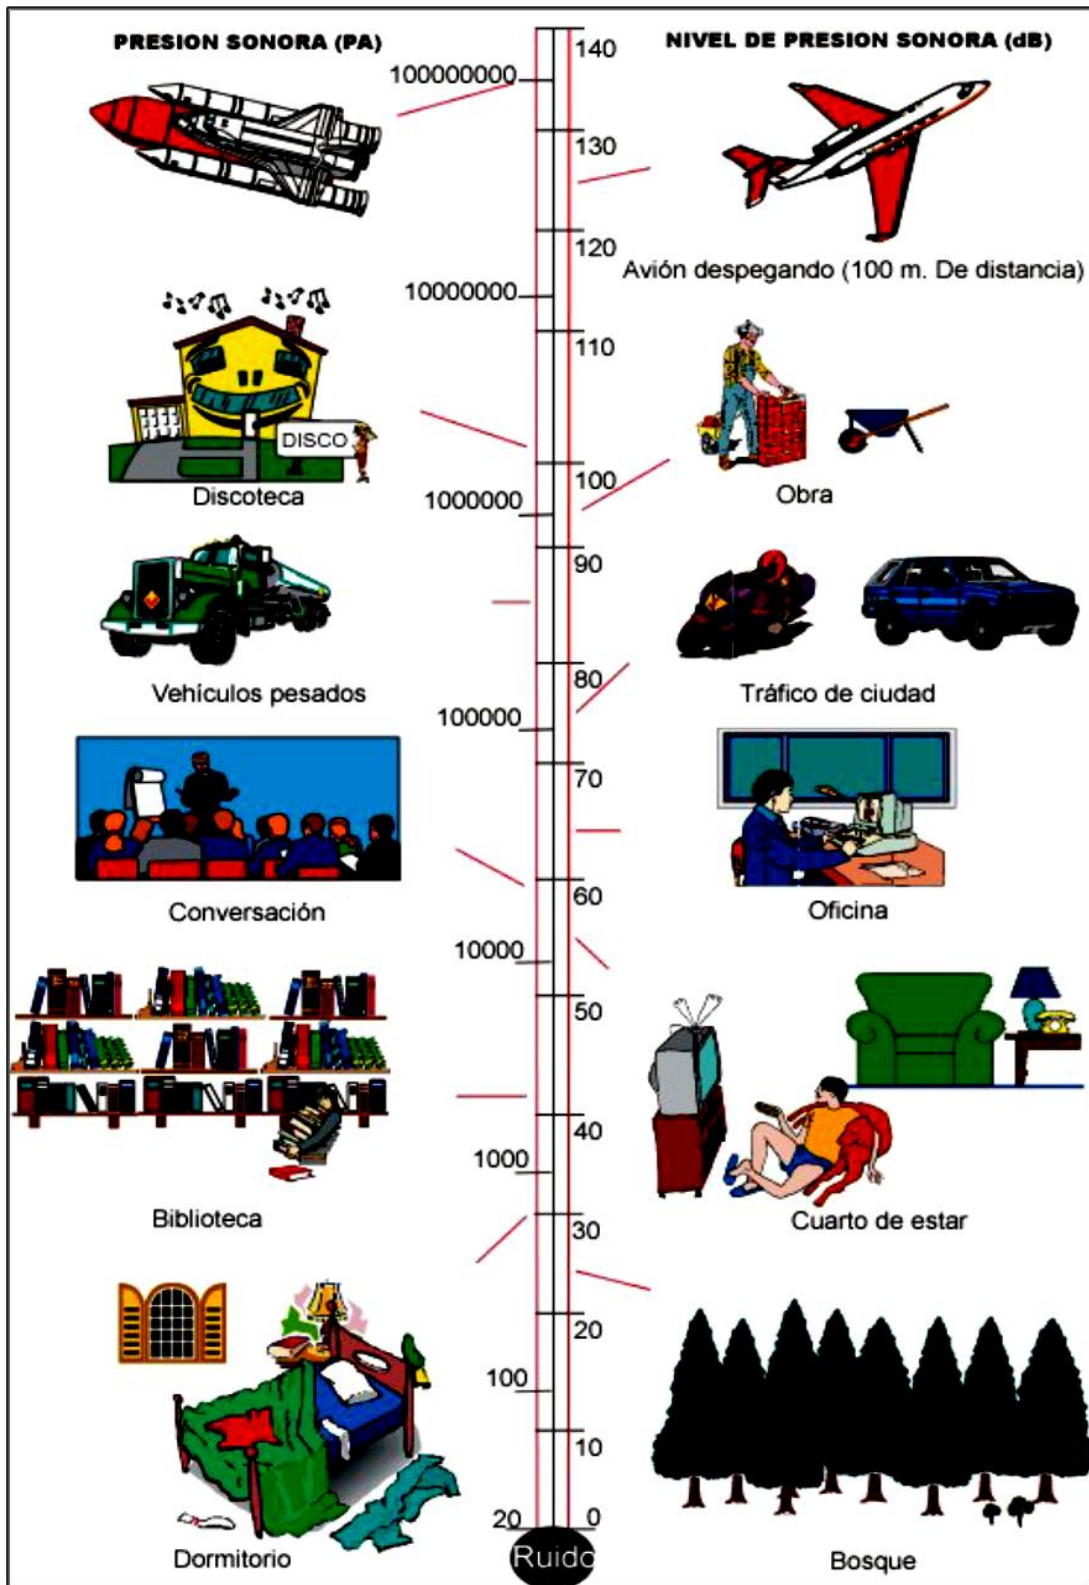 PRESION SONORA (PA)
NIVEL DE PRESION SONORA (dB)
140
100000000
130
120
Avión despegando (100 m. De distancia)
10000000
110
DISCO
100
Discoteca
1000000
Obra
90
80
Vehículos pesados
Tráfico de ciudad
100000
70
60
Conversación
Oficina
10000
50
40
1000
Biblioteca
30
Cuarto de estar
20
100
10
20
0
Dormitorio
Ruido
Bosque